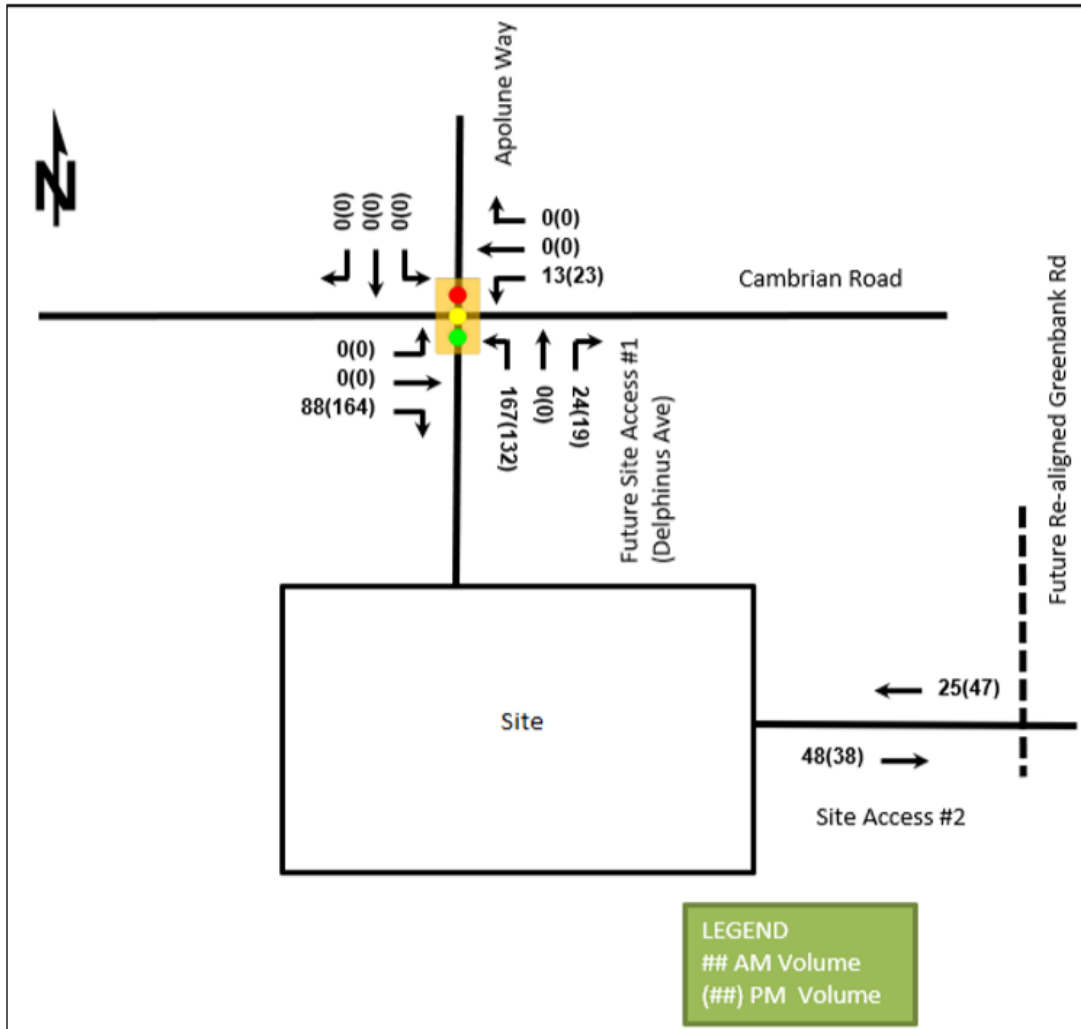 Apolune Way
N
0(0)
0(0)
0(0)
0(0)
0(0)
13(23)
Cambrian Road
0(0)
0(0)
88(164)
167(132)
0(0)
24(19)
Future Site Access #1
(Delphinus Ave)
Future Re-aligned Greenbank Rd
25(47)
Site
48(38)
Site Access #2
LEGEND
## AM Volume
(##) PM Volume